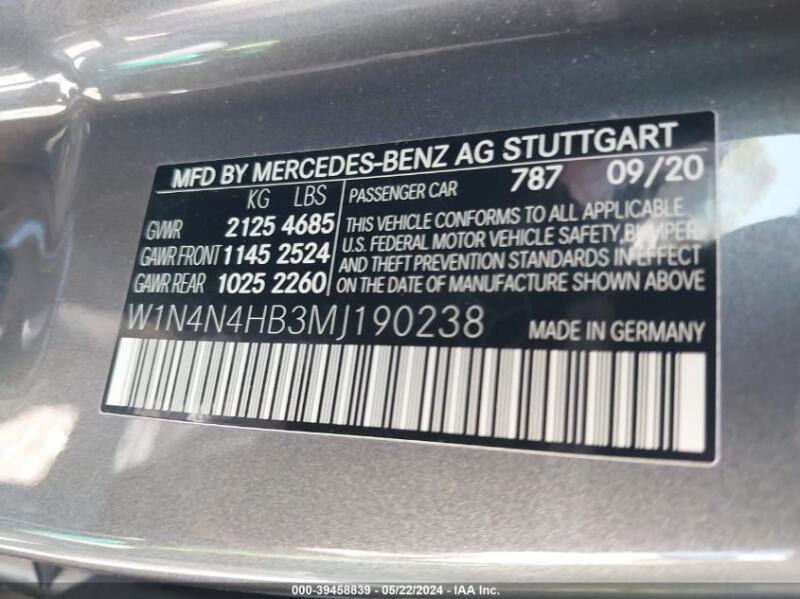 MFD BY MERCEDES-BENZ AG STUTTGART
KG LBS
GVWR 2125 4685
GAWR FRONT 1145 2524
GAWR REAR 1025 2260
PASSENGER CAR 787 09/20
THIS VEHICLE CONFORMS TO ALL APPLICABLE
U.S. FEDERAL MOTOR VEHICLE SAFETY, BUMPER
AND THEFT PREVENTION STANDARDS IN EFFECT
ON THE DATE OF MANUFACTURE SHOWN ABOVE
W1N4N4HB3MJ190238 MADE IN GERMANY
000-39458839 - 05/22/2024 - IAA Inc.